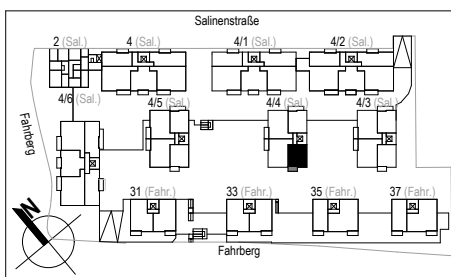 Salinenstraße
2 (Sal.) 4 (Sal.) 4/1 (Sal.) 4/2 (Sal.)
4/6 (Sal.) 4/5 (Sal.) 4/4 (Sal.) 4/3 (Sal.)
Fahrberg
31 (Fahr.) 33 (Fahr.) 35 (Fahr.) 37 (Fahr.)
N
Fahrberg